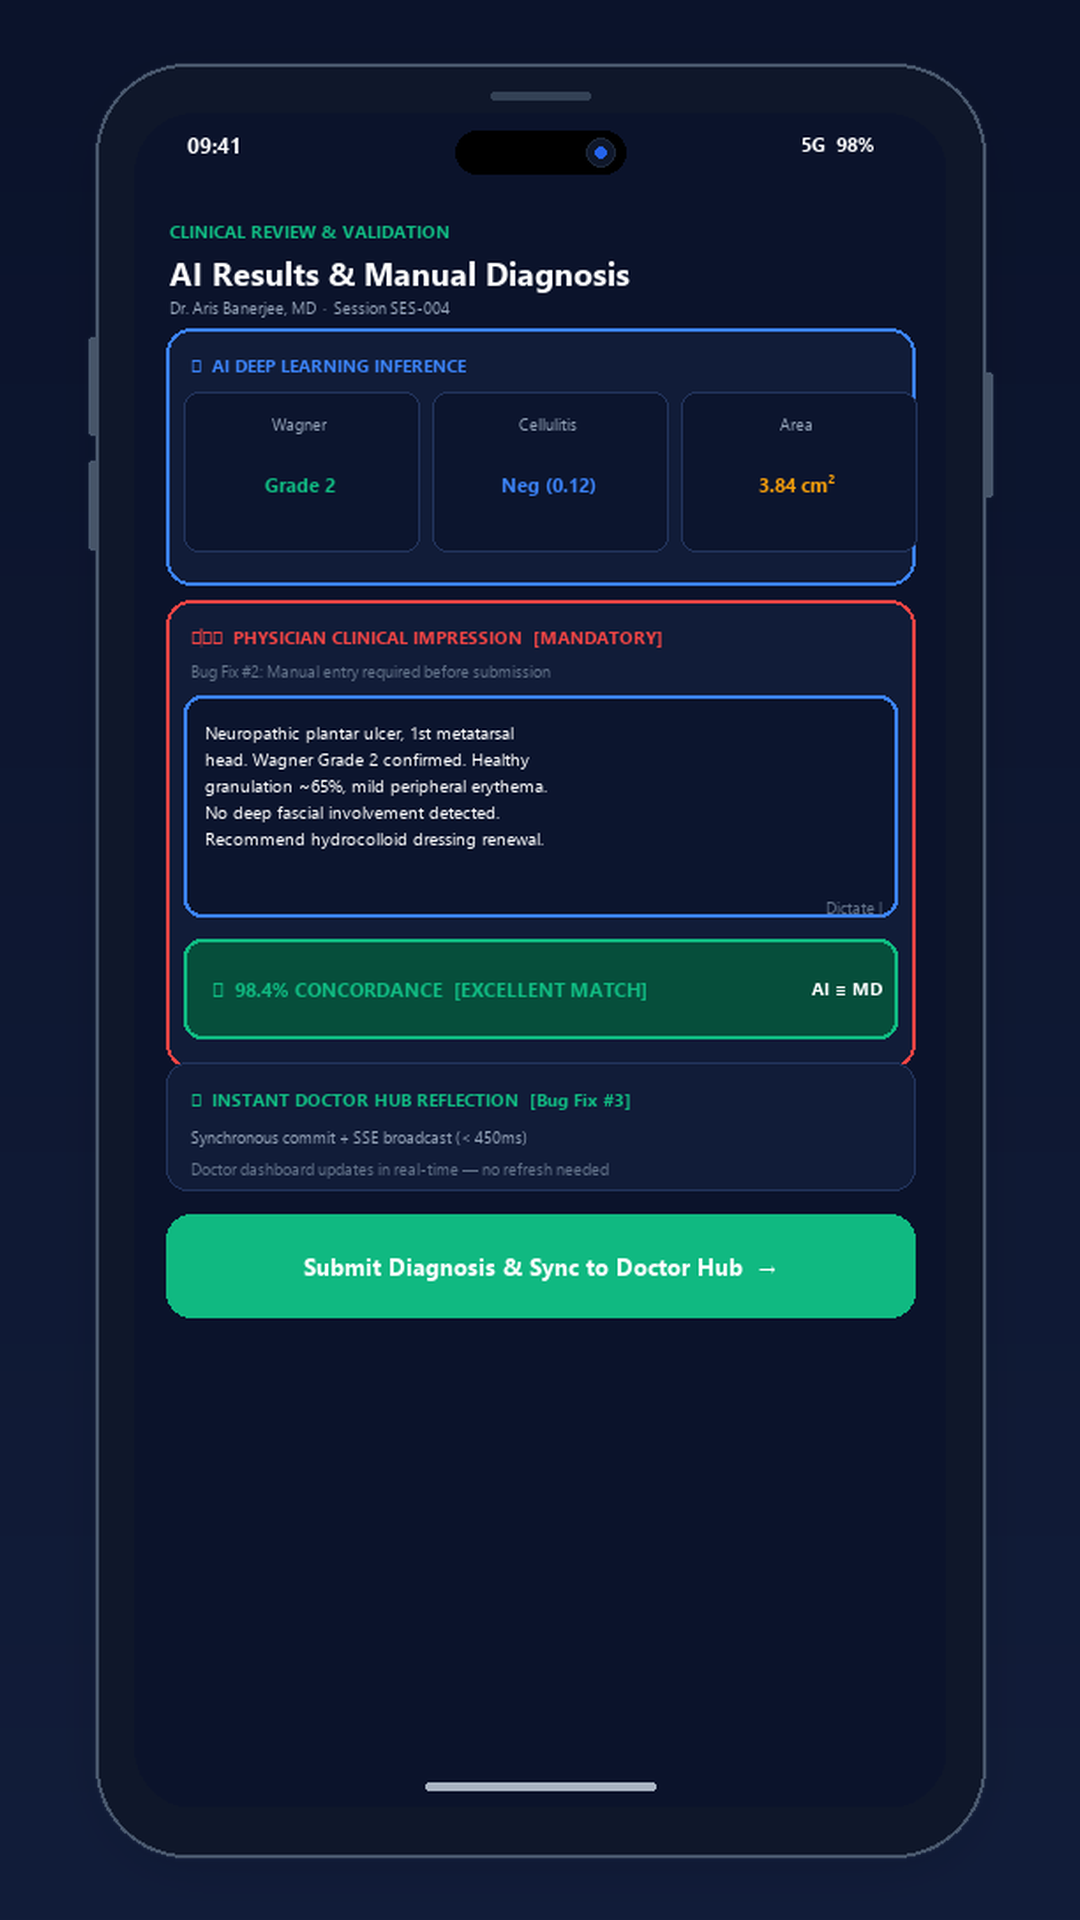 09:41
5G 98%
CLINICAL REVIEW & VALIDATION
AI Results & Manual Diagnosis
Dr. Aris Banerjee, MD · Session SES-004
AI DEEP LEARNING INFERENCE
Wagner
Grade 2
Cellulitis
Neg (0.12)
Area
3.84 cm²
PHYSICIAN CLINICAL IMPRESSION [MANDATORY]
Bug Fix #2: Manual entry required before submission
Neuropathic plantar ulcer, 1st metatarsal
head. Wagner Grade 2 confirmed. Healthy
granulation ~65%, mild peripheral erythema.
No deep fascial involvement detected.
Recommend hydrocolloid dressing renewal.
Dictate |
98.4% CONCORDANCE [EXCELLENT MATCH]
AI ≡ MD
INSTANT DOCTOR HUB REFLECTION [Bug Fix #3]
Synchronous commit + SSE broadcast (< 450ms)
Doctor dashboard updates in real-time — no refresh needed
Submit Diagnosis & Sync to Doctor Hub →